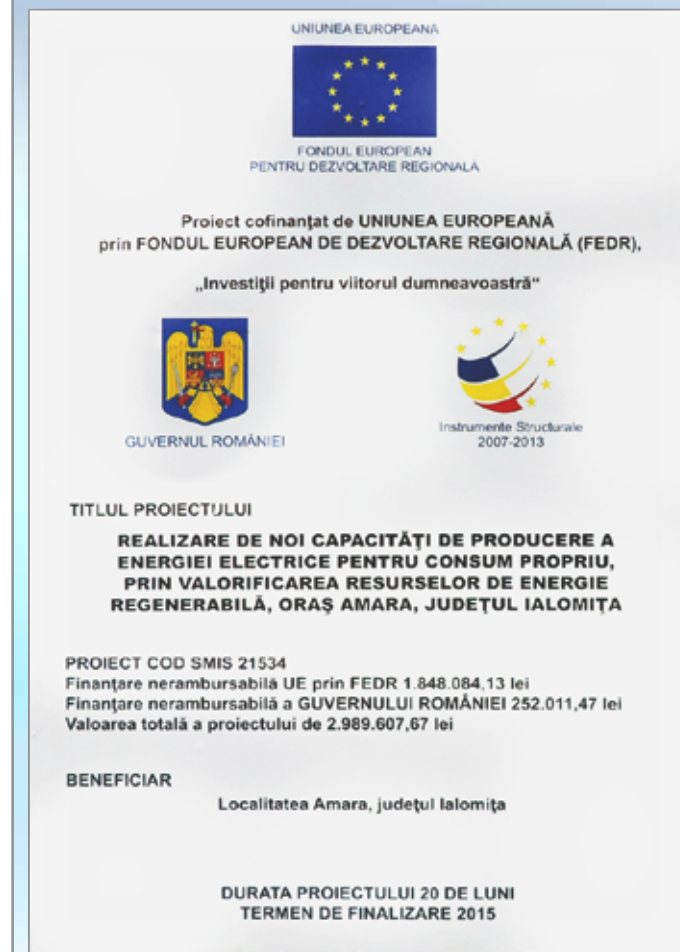 UNIUNEA EUROPEANĂ
FONDUL EUROPEAN
PENTRU DEZVOLTARE REGIONALĂ
Proiect cofinanţat de UNIUNEA EUROPEANĂ
prin FONDUL EUROPEAN DE DEZVOLTARE REGIONALĂ (FEDR),
„Investiţii pentru viitorul dumneavoastră“
GUVERNUL ROMÂNIEI
Instrumente Structurale
2007-2013
TITLUL PROIECTULUI
REALIZARE DE NOI CAPACITĂŢI DE PRODUCERE A
ENERGIEI ELECTRICE PENTRU CONSUM PROPRIU,
PRIN VALORIFICAREA RESURSELOR DE ENERGIE
REGENERABILĂ, ORAŞ AMARA, JUDEŢUL IALOMIŢA
PROIECT COD SMIS 21534
Finanţare nerambursabilă UE prin FEDR 1.848.084,13 lei
Finanţare nerambursabilă a GUVERNULUI ROMÂNIEI 252.011,47 lei
Valoarea totală a proiectului de 2.989.607,67 lei
BENEFICIAR
Localitatea Amara, judeţul Ialomiţa
DURATA PROIECTULUI 20 DE LUNI
TERMEN DE FINALIZARE 2015